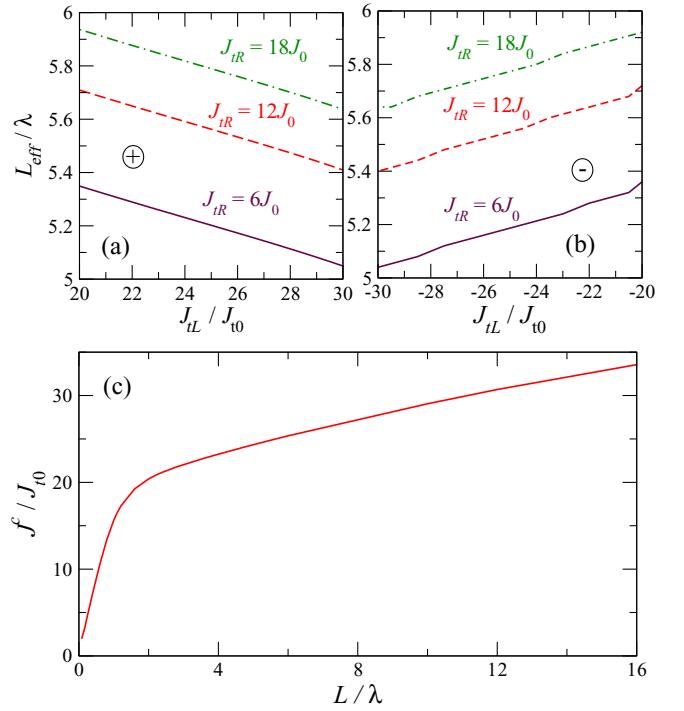 6
5.8
5.6
5.4
5.2
5
L_eff / λ
J_tR = 18J_0
J_tR = 12J_0
+
J_tR = 6J_0
(a)
20 22 24 26 28 30
J_tL / J_t0
6
5.8
5.6
5.4
5.2
5
J_tR = 18J_0
J_tR = 12J_0
-
J_tR = 6J_0
(b)
-30 -28 -26 -24 -22 -20
J_tL / J_t0
(c)
30
20
10
0
J^c / J_t0
0 4 8 12 16
L / λ